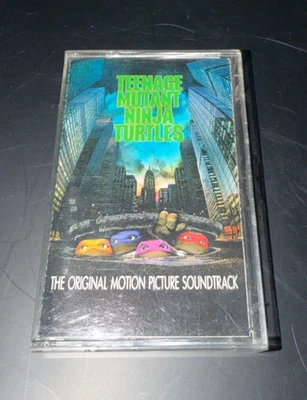 TEENAGE
MUTANT
NINJA
TURTLES
THE ORIGINAL MOTION PICTURE SOUNDTRACK